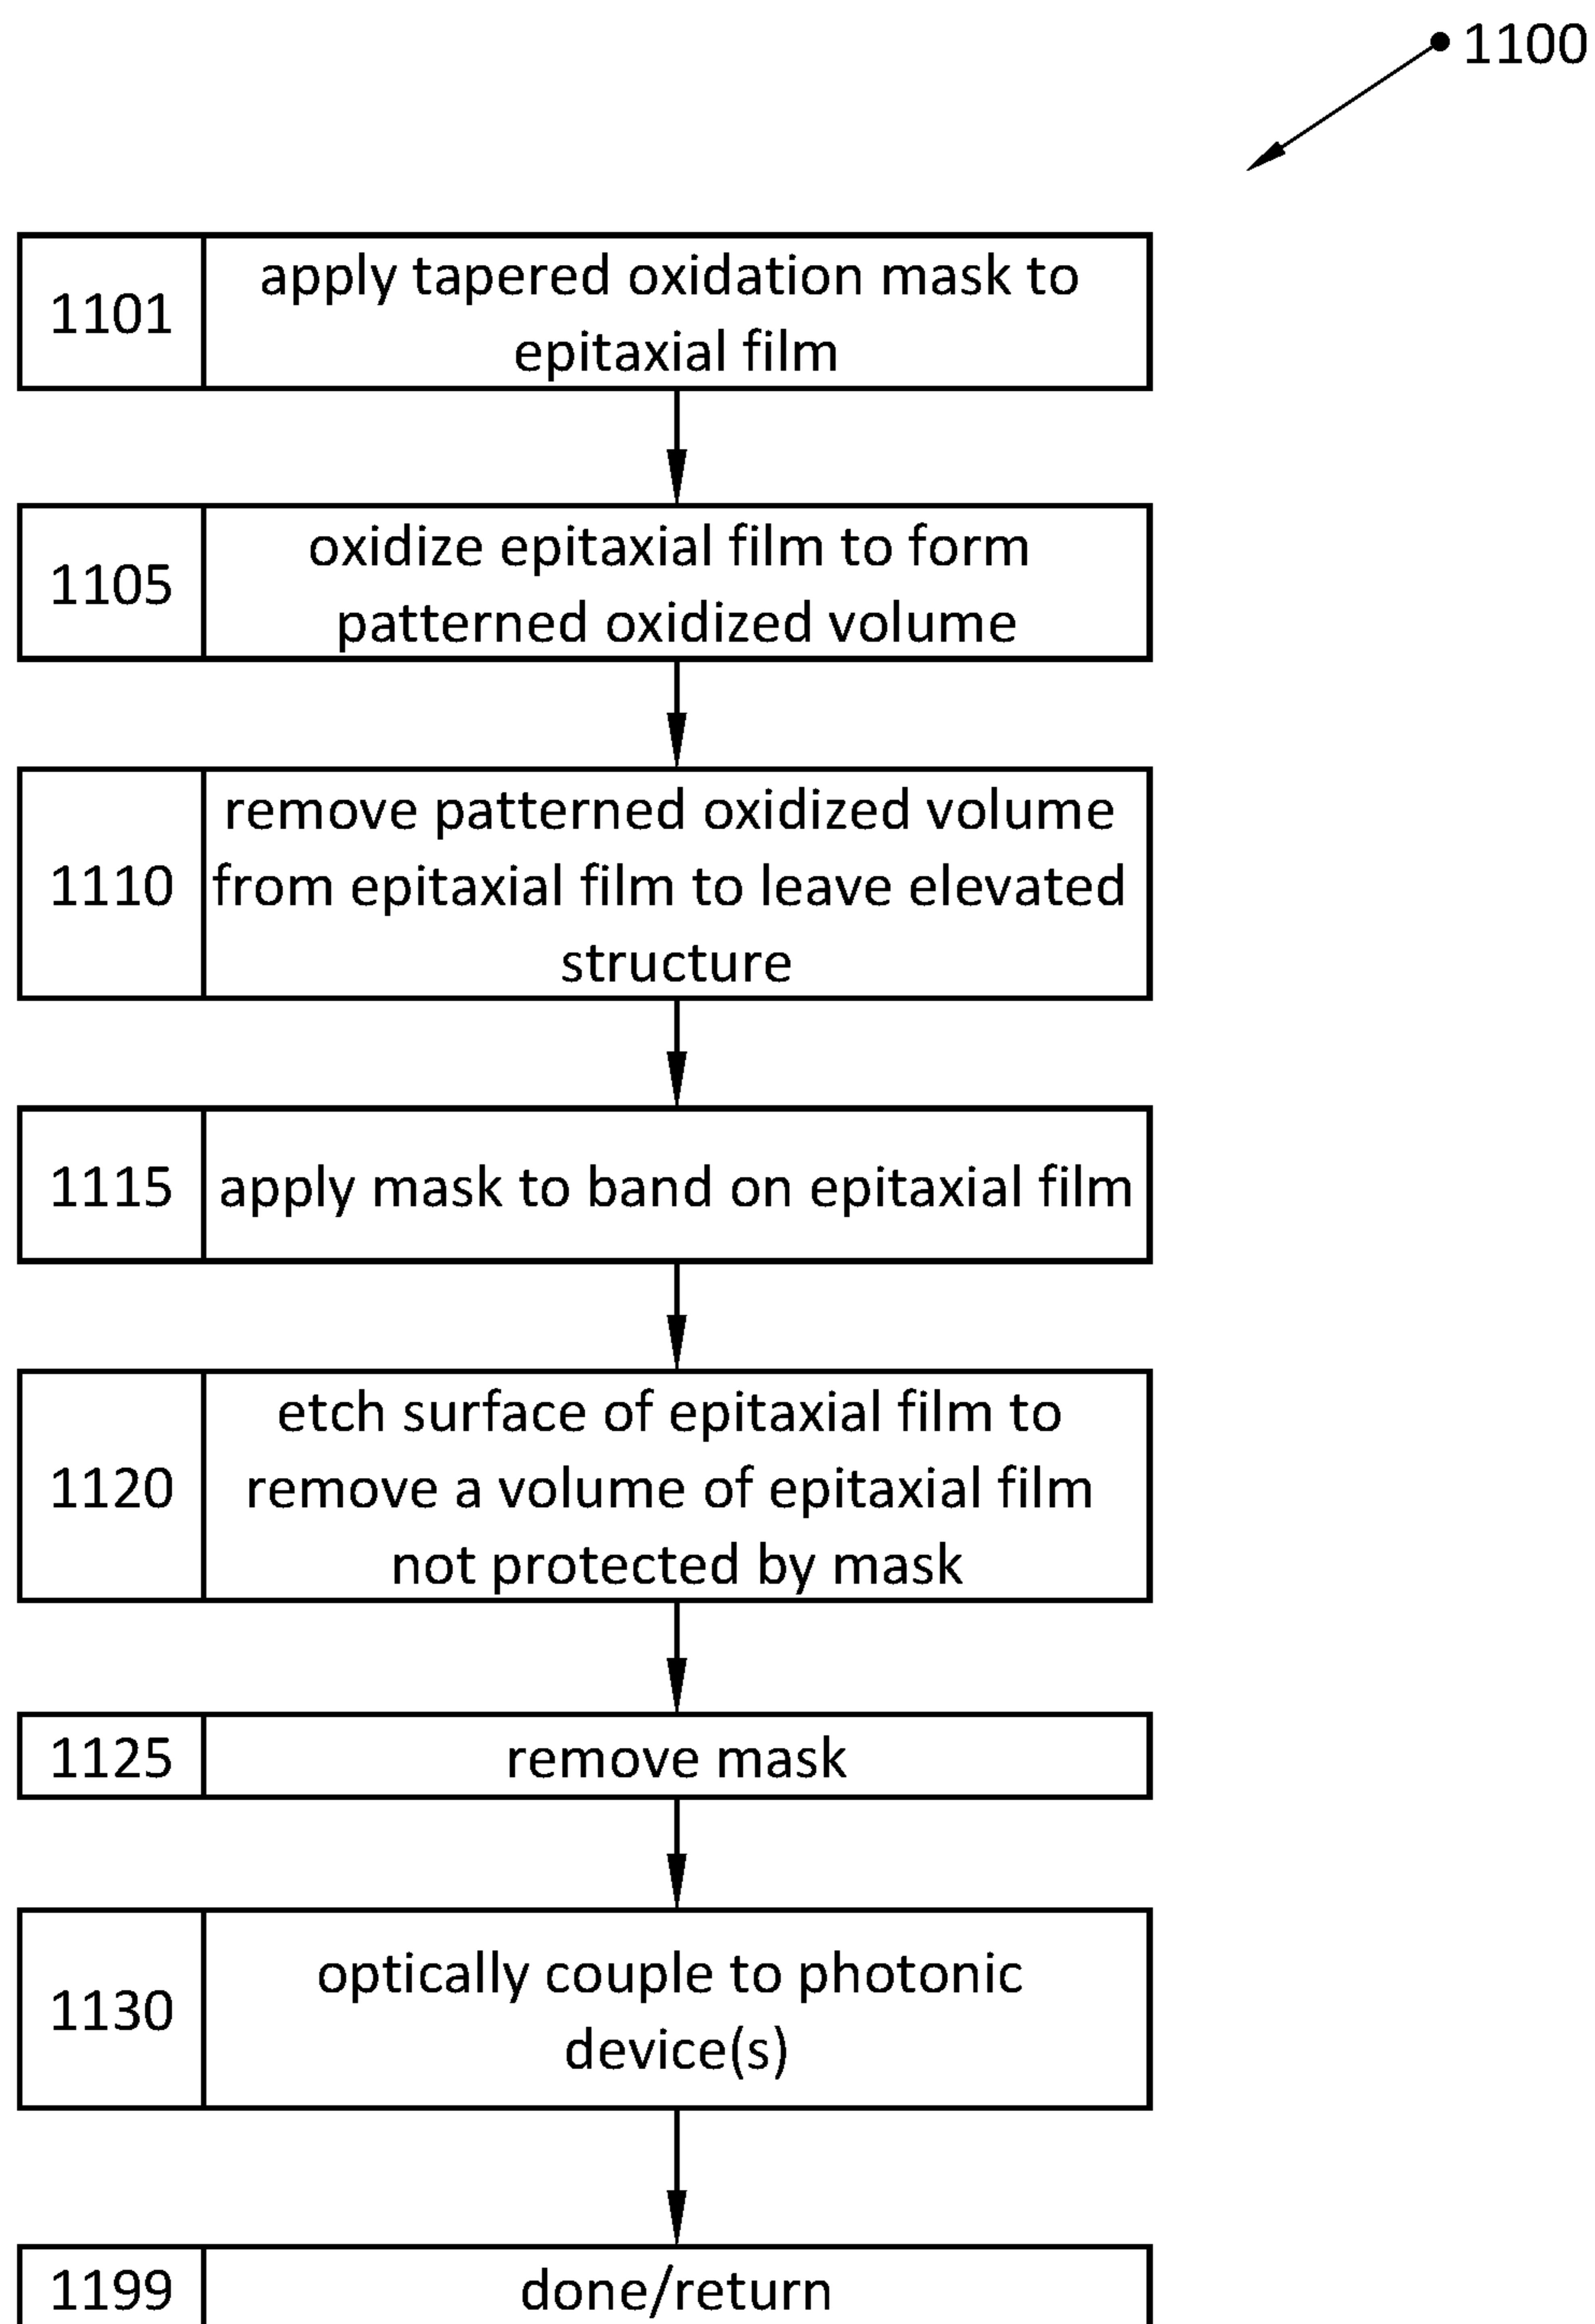 1100
1101
apply tapered oxidation mask to
epitaxial film
1105
oxidize epitaxial film to form
patterned oxidized volume
1110
remove patterned oxidized volume
from epitaxial film to leave elevated
structure
1115
apply mask to band on epitaxial film
1120
etch surface of epitaxial film to
remove a volume of epitaxial film
not protected by mask
1125
remove mask
1130
optically couple to photonic
device(s)
1199
done/return